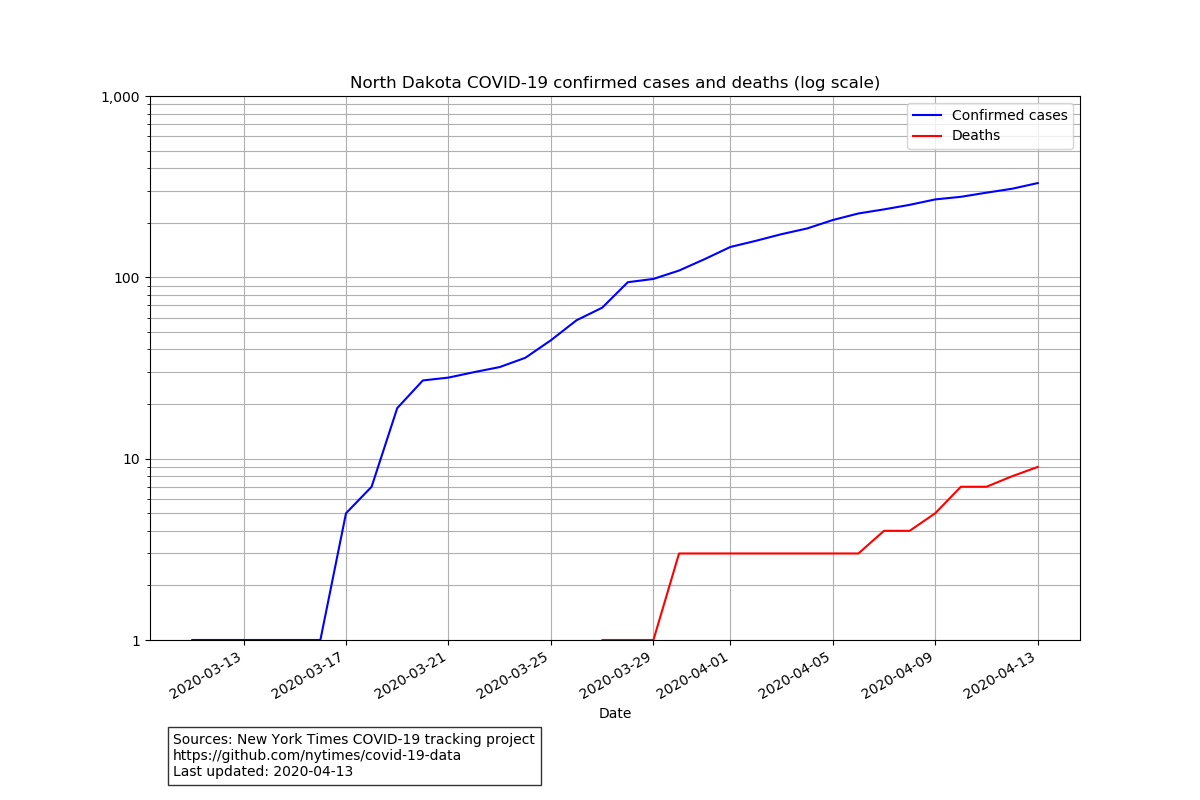 North Dakota COVID-19 confirmed cases and deaths (log scale)
1,000
100
10
1
Confirmed cases
Deaths
2020-03-13
2020-03-17
2020-03-21
2020-03-25
2020-03-29
2020-04-01
2020-04-05
2020-04-09
2020-04-13
Date
Sources: New York Times COVID-19 tracking project
https://github.com/nytimes/covid-19-data
Last updated: 2020-04-13